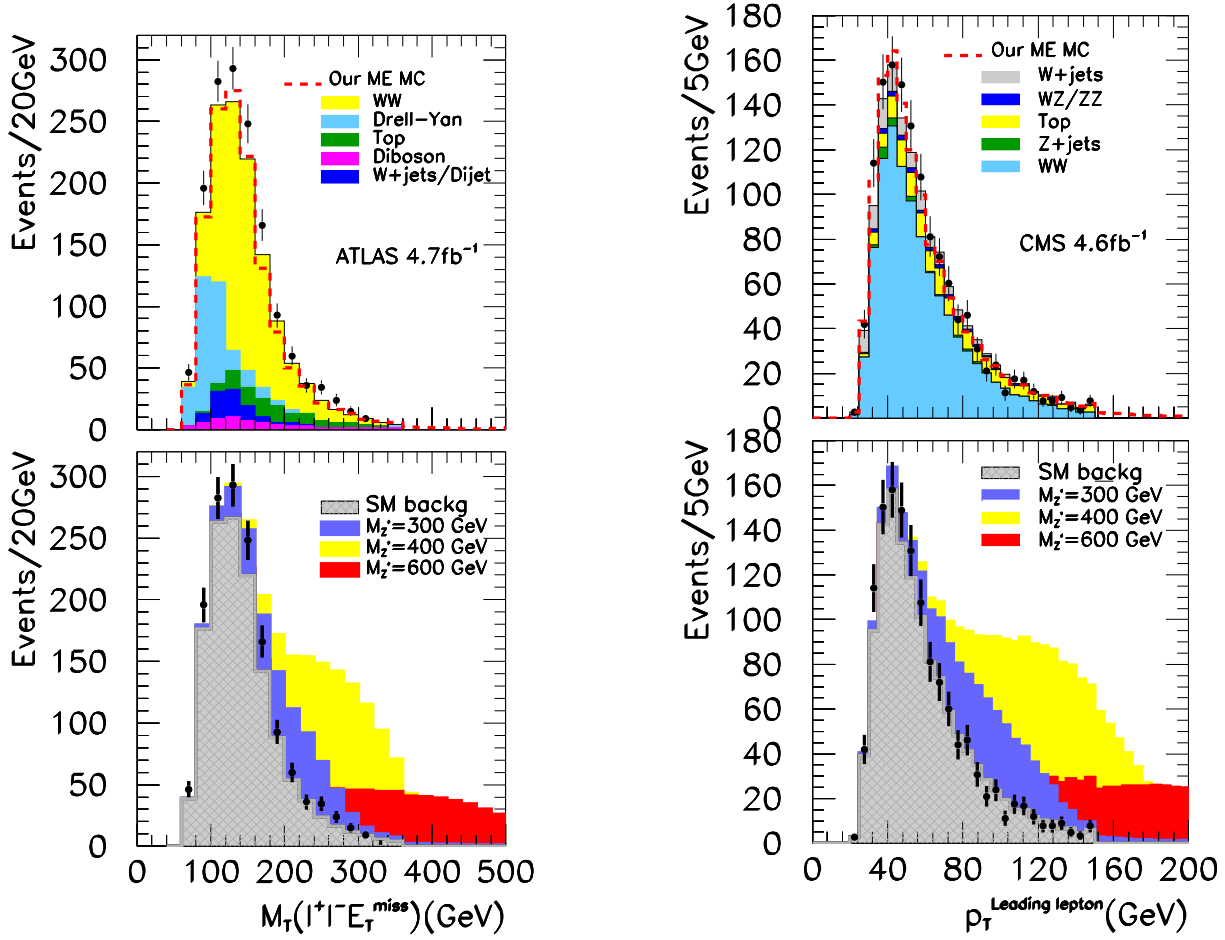 Events/20GeV
300
250
200
150
100
50
0
Our ME MC
WW
Drell-Yan
Top
Diboson
W+jets/Dijet
ATLAS 4.7fb⁻¹
Events/5GeV
180
160
140
120
100
80
60
40
20
0
Our ME MC
W+jets
WZ/ZZ
Top
Z+jets
WW
CMS 4.6fb⁻¹
Events/20GeV
300
250
200
150
100
50
0
SM backg
M_Z'=300 GeV
M_Z'=400 GeV
M_Z'=600 GeV
0 100 200 300 400 500
M_T(l⁺l⁻E_T^miss)(GeV)
Events/5GeV
180
160
140
120
100
80
60
40
20
0
SM backg
M_Z'=300 GeV
M_Z'=400 GeV
M_Z'=600 GeV
0 40 80 120 160 200
p_T^Leading lepton(GeV)